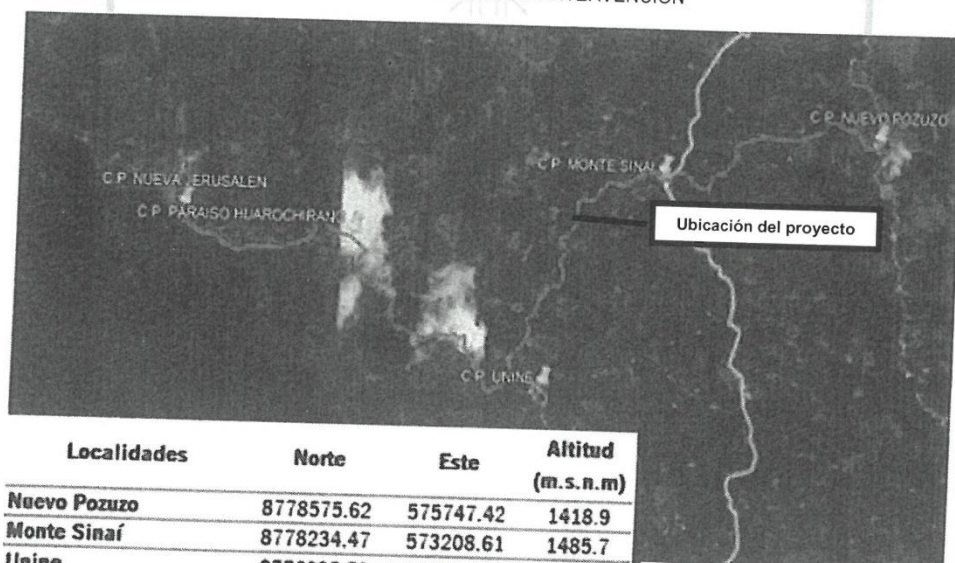 C.P. NUEVO POZUZO
C.P. MONTE SINAI
C.P. NUEVA JERUSALEN
C.P. PARAISO HUAROCHIRANO
Ubicación del proyecto
C.P. UNINE
Localidades Norte Este Altitud
(m.s.n.m)
Nuevo Pozuzo 8778575.62 575747.42 1418.9
Monte Sinaí 8778234.47 573208.61 1485.7